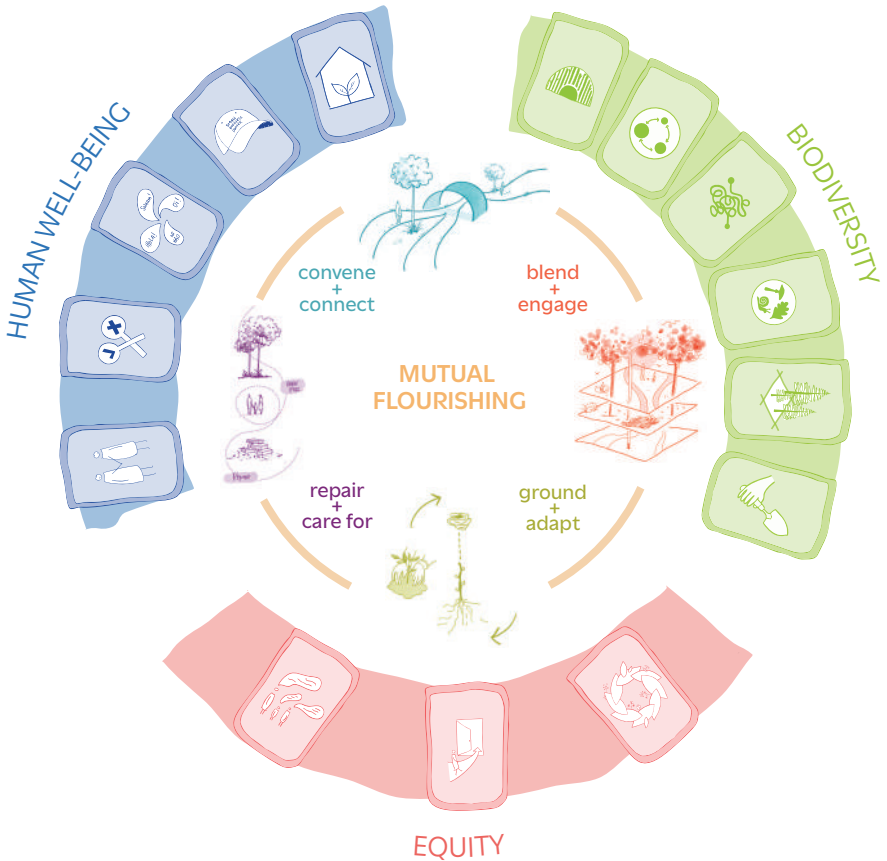 HUMAN WELL-BEING
BIODIVERSITY
convene
+
connect
blend
+
engage
MUTUAL
FLOURISHING
repair
+
care for
ground
+
adapt
EQUITY